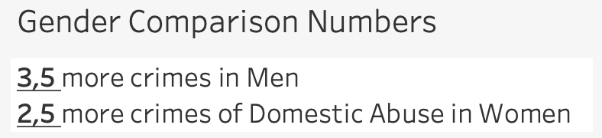 Gender Comparison Numbers
3,5 more crimes in Men
2,5 more crimes of Domestic Abuse in Women